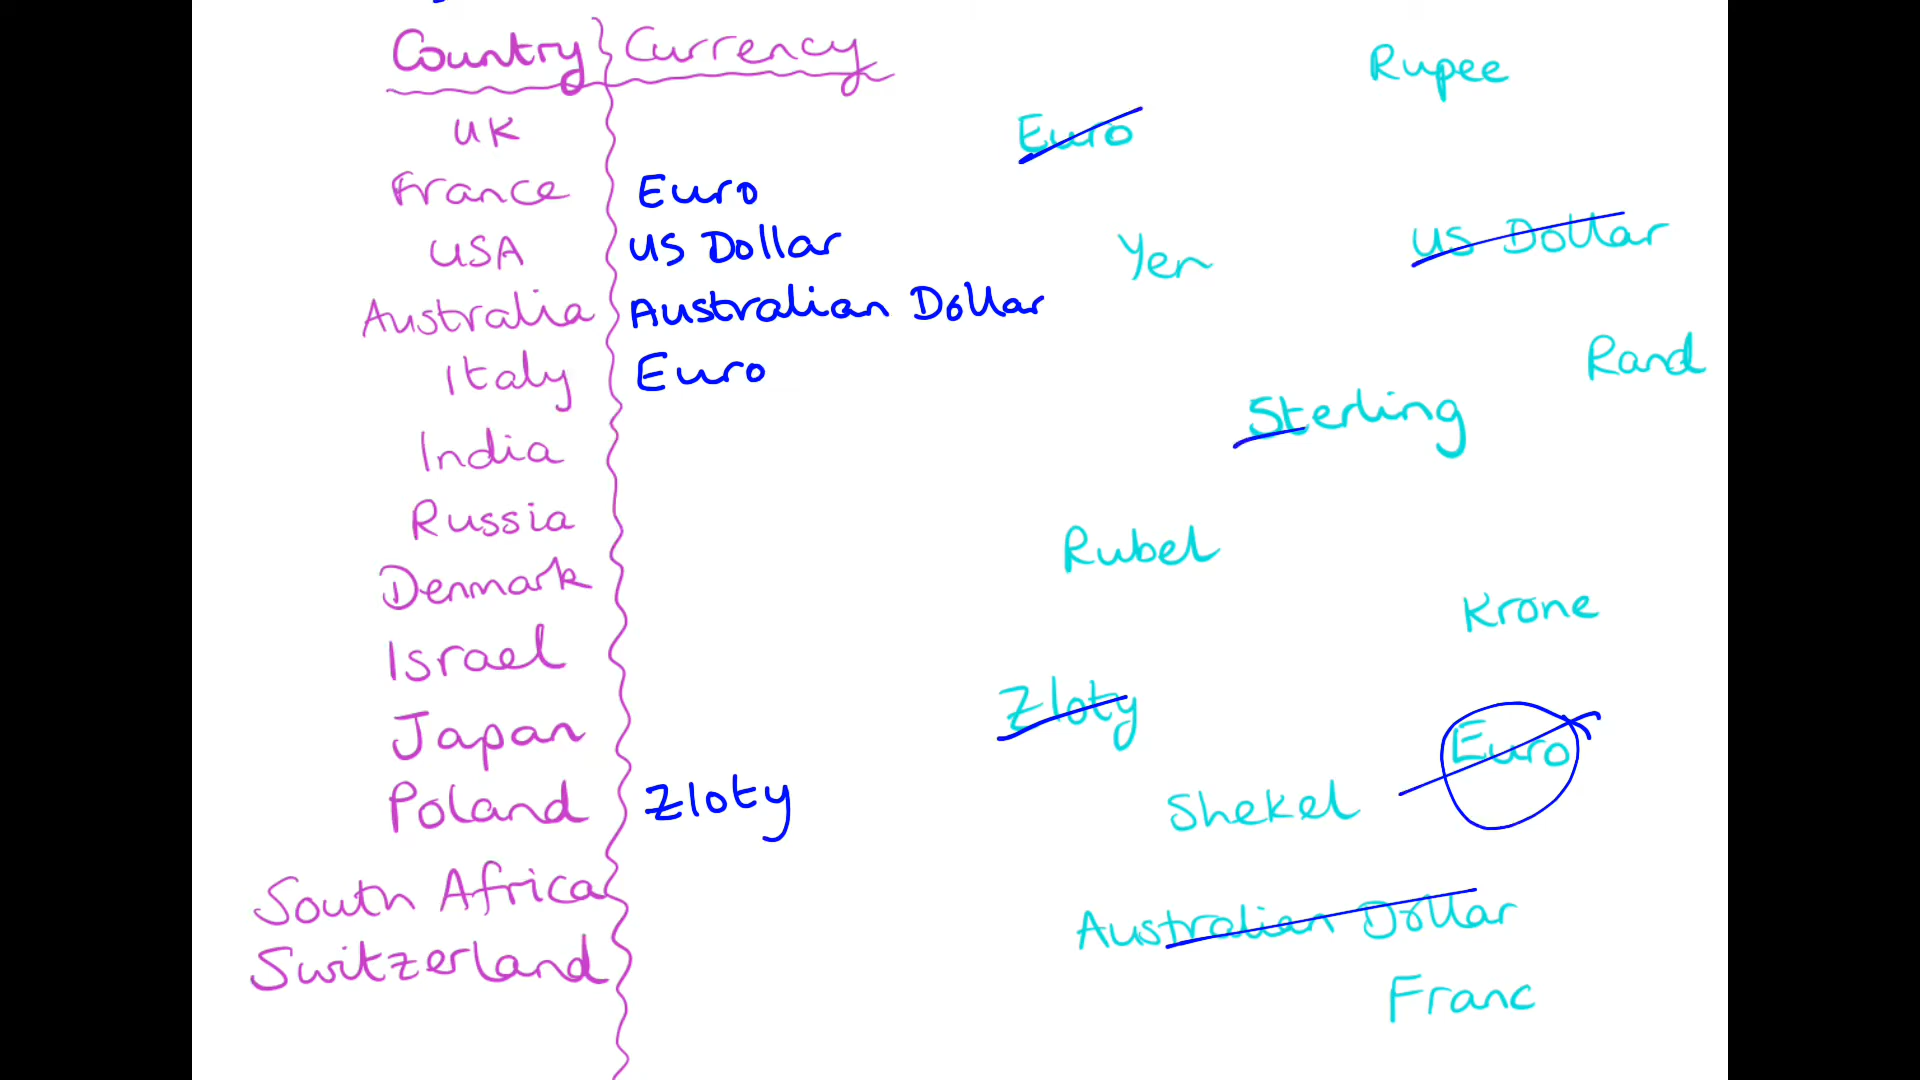 Country Currency
UK
France Euro
USA US Dollar
Australia Australian Dollar
Italy Euro
India
Russia
Denmark
Israel
Japan
Poland Zloty
South Africa
Switzerland
Rupee
Euro
Yen
US Dollar
Rand
Sterling
Rubel
Krone
Zloty
Euro
Shekel
Australian Dollar
Franc